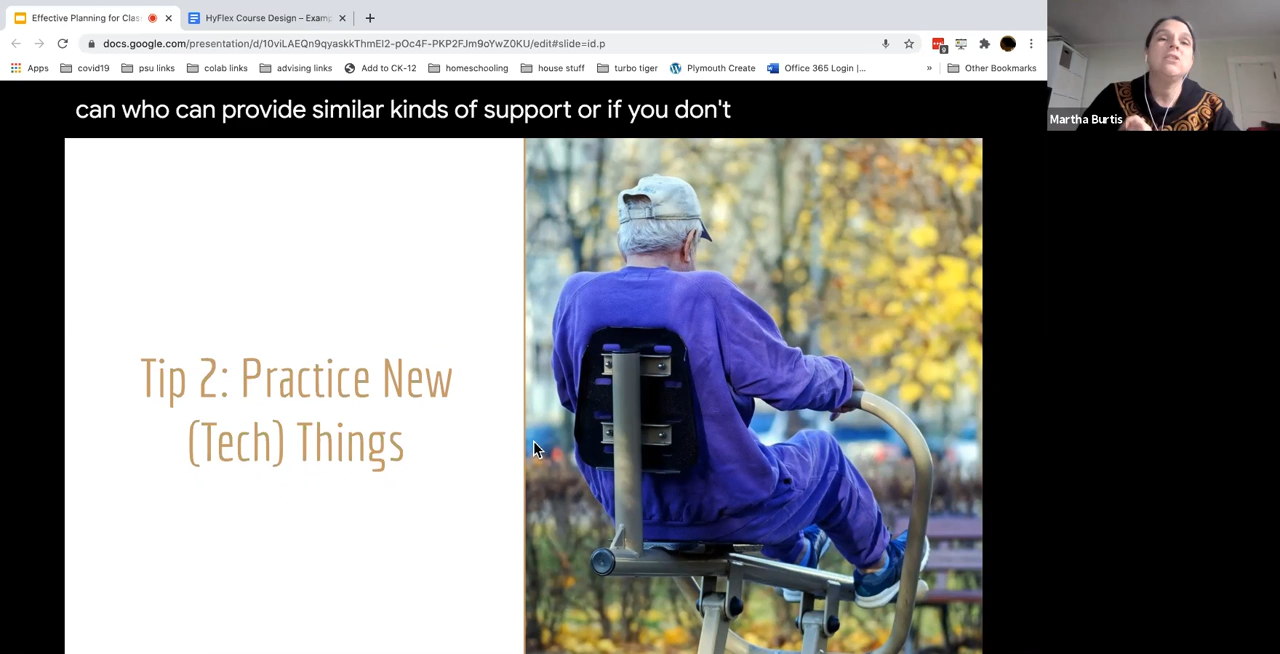 Effective Planning for Clas
HyFlex Course Design – Examp
docs.google.com/presentation/d/10viLAEQn9qyaskkThmEl2-pOc4F-PKP2FJm9oYwZ0KU/edit#slide=id.p
9
Apps covid19 psu links colab links advising links Add to CK-12 homeschooling house stuff turbo tiger Plymouth Create Office 365 Login |... » Other Bookmarks
Martha Burtis
can who can provide similar kinds of support or if you don't
Tip 2: Practice New
(Tech) Things